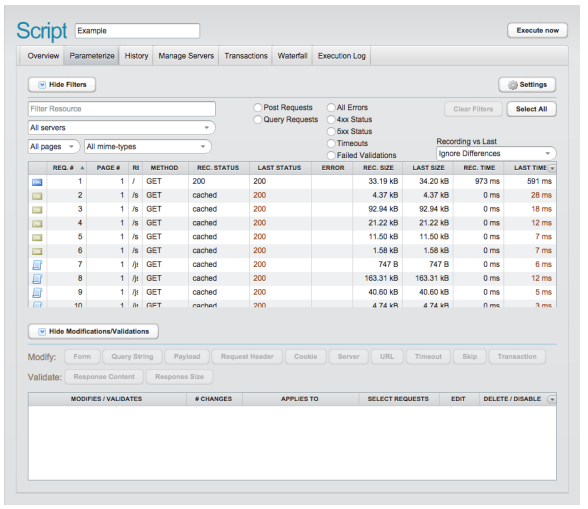 Script Example Execute now
Overview Parameterize History Manage Servers Transactions Waterfall Execution Log
Hide Filters Settings
Filter Resource Post Requests All Errors Clear Filters Select All
Query Requests 4xx Status
All servers 5xx Status
Timeouts Recording vs Last
All pages All mime-types Failed Validations Ignore Differences
REQ. # PAGE # RI METHOD REC. STATUS LAST STATUS ERROR REC. SIZE LAST SIZE REC. TIME LAST TIME
1 1 / GET 200 200 33.19 kB 34.20 kB 973 ms 591 ms
2 1 /s GET cached 200 4.37 kB 4.37 kB 0 ms 28 ms
3 1 /s GET cached 200 92.94 kB 92.94 kB 0 ms 18 ms
4 1 /s GET cached 200 21.22 kB 21.22 kB 0 ms 12 ms
5 1 /s GET cached 200 11.50 kB 11.50 kB 0 ms 7 ms
6 1 /s GET cached 200 1.58 kB 1.58 kB 0 ms 7 ms
7 1 /js GET cached 200 747 B 747 B 0 ms 6 ms
8 1 /js GET cached 200 163.31 kB 163.31 kB 0 ms 12 ms
9 1 /js GET cached 200 40.60 kB 40.60 kB 0 ms 5 ms
10 1 /js GET cached 200 4.74 kB 4.74 kB 0 ms 3 ms
Hide Modifications/Validations
Modify: Form Query String Payload Request Header Cookie Server URL Timeout Skip Transaction
Validate: Response Content Response Size
MODIFIES / VALIDATES # CHANGES APPLIES TO SELECT REQUESTS EDIT DELETE / DISABLE